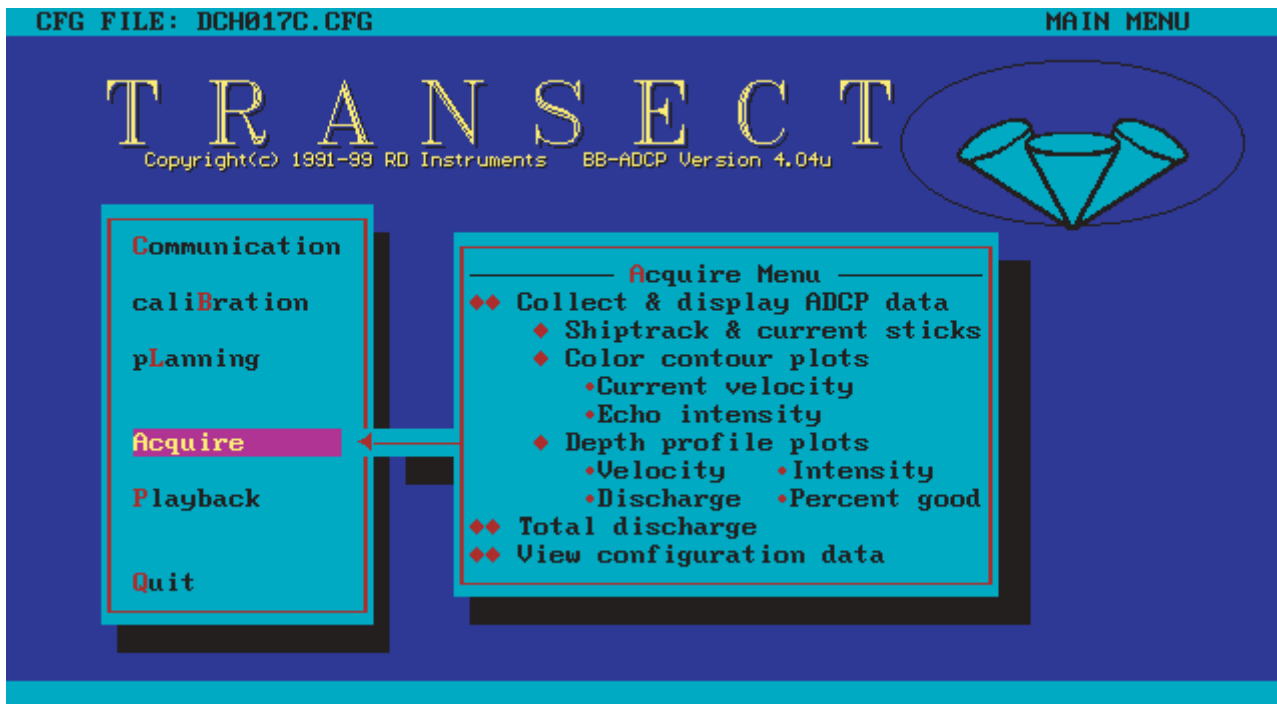 CFG FILE: DCH017C.CFG MAIN MENU
T R A N S E C T
Copyright(c) 1991-99 RD Instruments BB-ADCP Version 4.04u
Communication
caliBration
pLanning
Acquire
Playback
Quit
Acquire Menu
Collect & display ADCP data
Shiptrack & current sticks
Color contour plots
Current velocity
Echo intensity
Depth profile plots
Velocity Intensity
Discharge Percent good
Total discharge
View configuration data